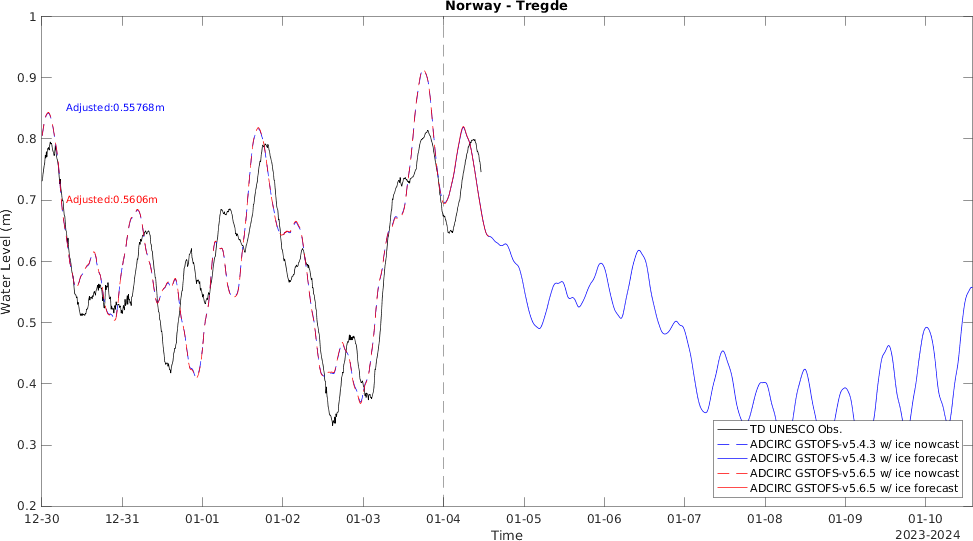 Norway - Tregde
1
0.9
0.8
0.7
0.6
0.5
0.4
0.3
0.2
Water Level (m)
Adjusted:0.55768m
Adjusted:0.5606m
TD UNESCO Obs.
ADCIRC GSTOFS-v5.4.3 w/ ice nowcast
ADCIRC GSTOFS-v5.4.3 w/ ice forecast
ADCIRC GSTOFS-v5.6.5 w/ ice nowcast
ADCIRC GSTOFS-v5.6.5 w/ ice forecast
12-30 12-31 01-01 01-02 01-03 01-04 01-05 01-06 01-07 01-08 01-09 01-10
Time
2023-2024